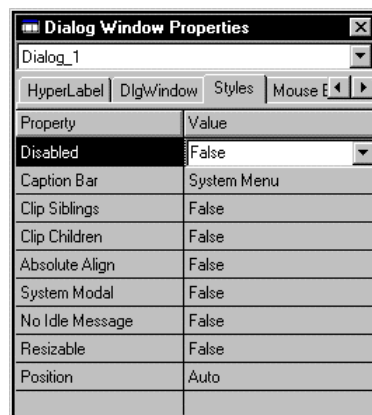 Dialog Window Properties
Dialog_1
HyperLabel DlgWindow Styles Mouse E
Property Value
Disabled False
Caption Bar System Menu
Clip Siblings False
Clip Children False
Absolute Align False
System Modal False
No Idle Message False
Resizable False
Position Auto